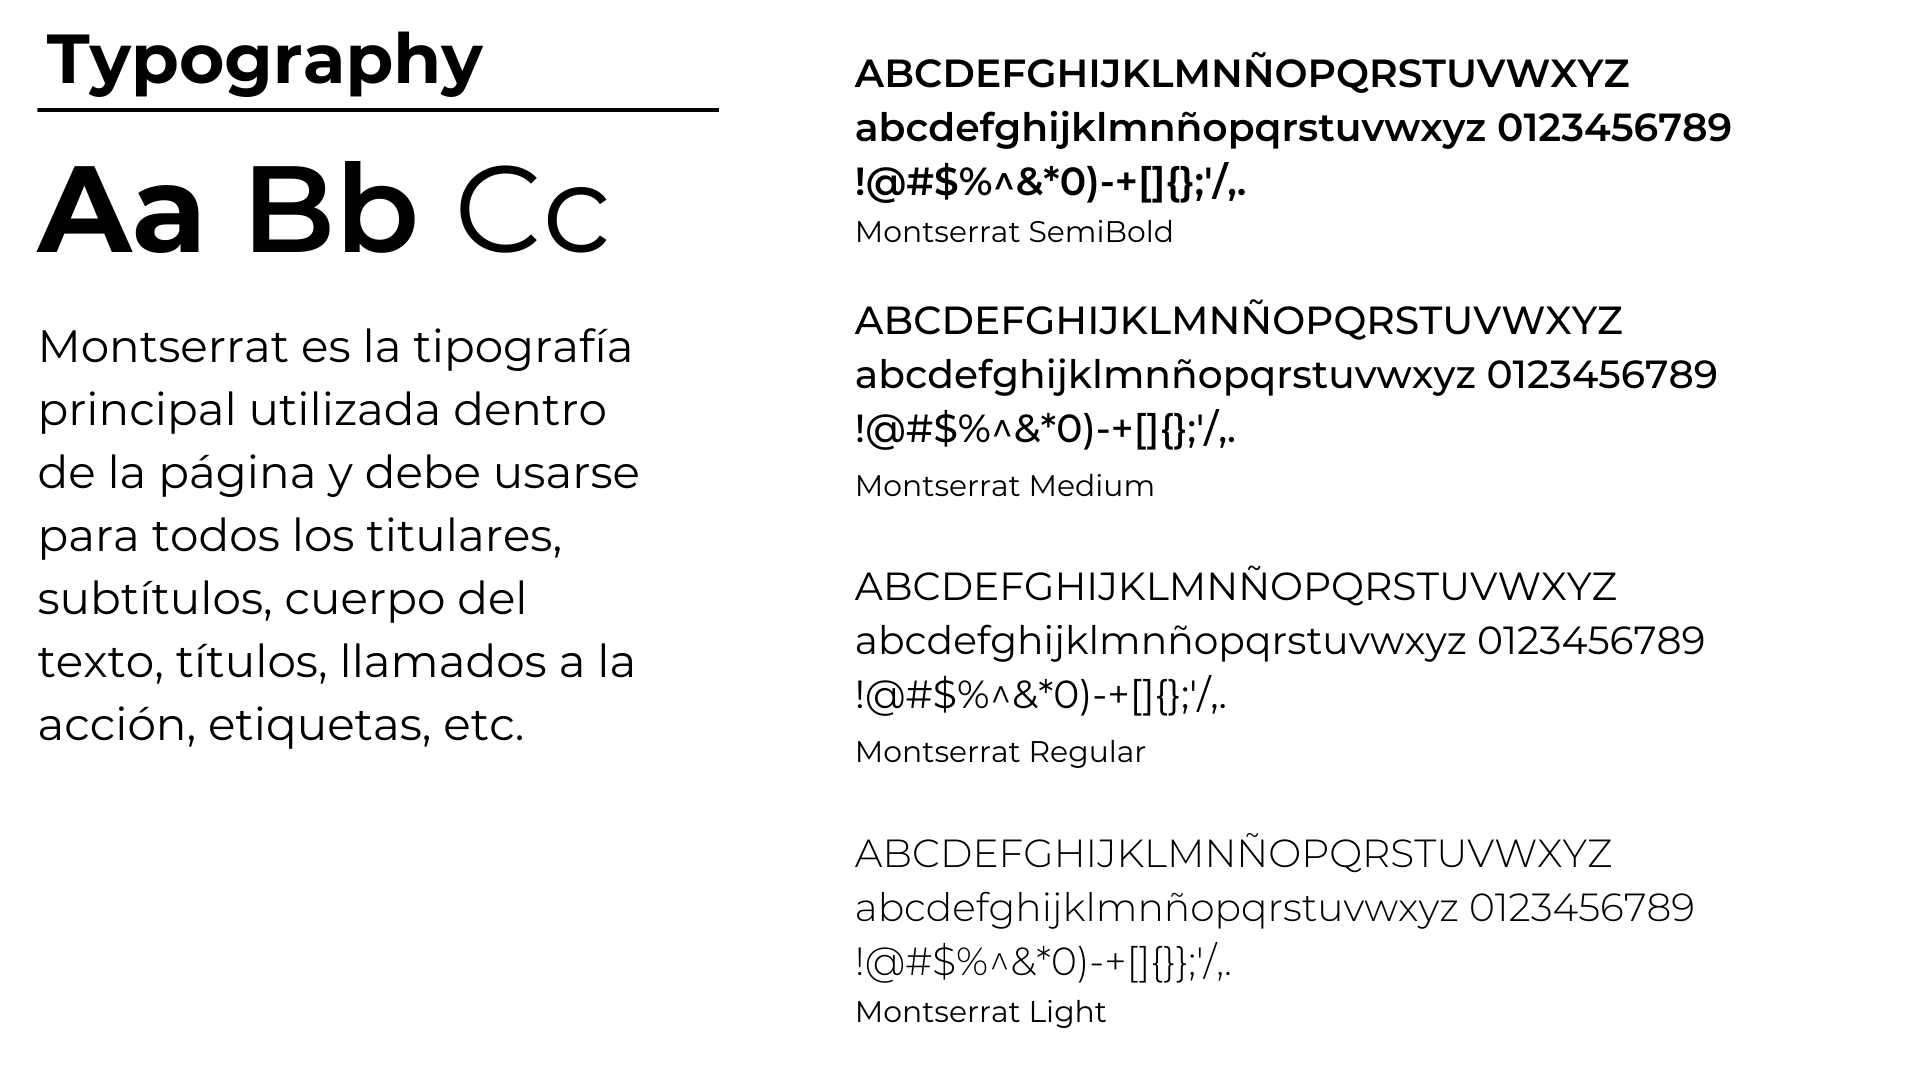 Typography
Aa Bb Cc
Montserrat es la tipografía
principal utilizada dentro
de la página y debe usarse
para todos los titulares,
subtítulos, cuerpo del
texto, títulos, llamados a la
acción, etiquetas, etc.
ABCDEFGHIJKLMNÑOPQRSTUVWXYZ
abcdefghijklmnñopqrstuvwxyz 0123456789
!@#$%^&*0)-+[]{};'/,.
Montserrat SemiBold
ABCDEFGHIJKLMNÑOPQRSTUVWXYZ
abcdefghijklmnñopqrstuvwxyz 0123456789
!@#$%^&*0)-+[]{};'/,.
Montserrat Medium
ABCDEFGHIJKLMNÑOPQRSTUVWXYZ
abcdefghijklmnñopqrstuvwxyz 0123456789
!@#$%^&*0)-+[]{};'/,.
Montserrat Regular
ABCDEFGHIJKLMNÑOPQRSTUVWXYZ
abcdefghijklmnñopqrstuvwxyz 0123456789
!@#$%^&*0)-+[]{}};'/,.
Montserrat Light